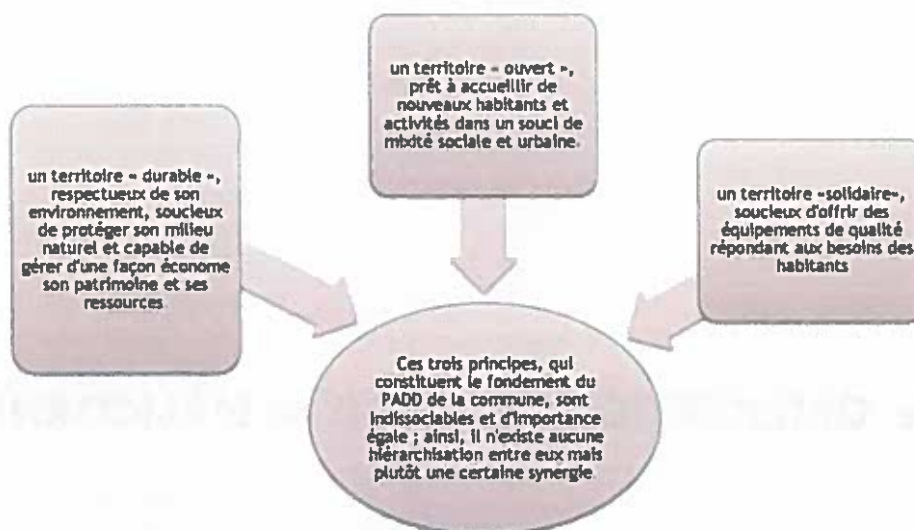 un territoire « ouvert »,
prêt à accueillir de
nouveaux habitants et
activités dans un souci de
mixité sociale et urbaine.
un territoire « durable »,
respectueux de son
environnement, soucieux
de protéger son milieu
naturel et capable de
gérer d'une façon économe
son patrimoine et ses
ressources
un territoire «solidaire»,
soucieux d'offrir des
équipements de qualité
répondant aux besoins des
habitants
Ces trois principes, qui
constituent le fondement du
PADD de la commune, sont
indissociables et d'importance
égale ; ainsi, il n'existe aucune
hiérarchisation entre eux mais
plutôt une certaine synergie